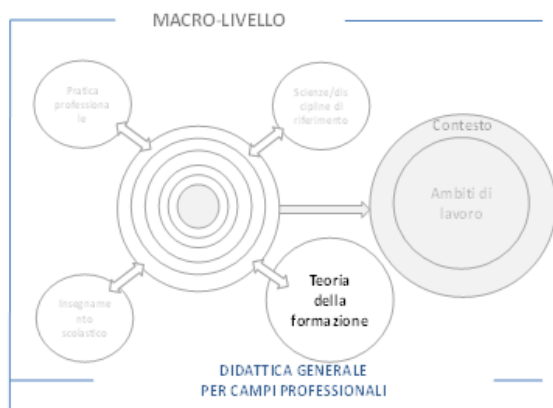 MACRO-LIVELLO
Pratica
professiona
le
Scienze/dis
cipline di
riferimento
Contesto
Ambiti di
lavoro
Insegname
nto
scolastico
Teoria
della
formazione
DIDATTICA GENERALE
PER CAMPI PROFESSIONALI